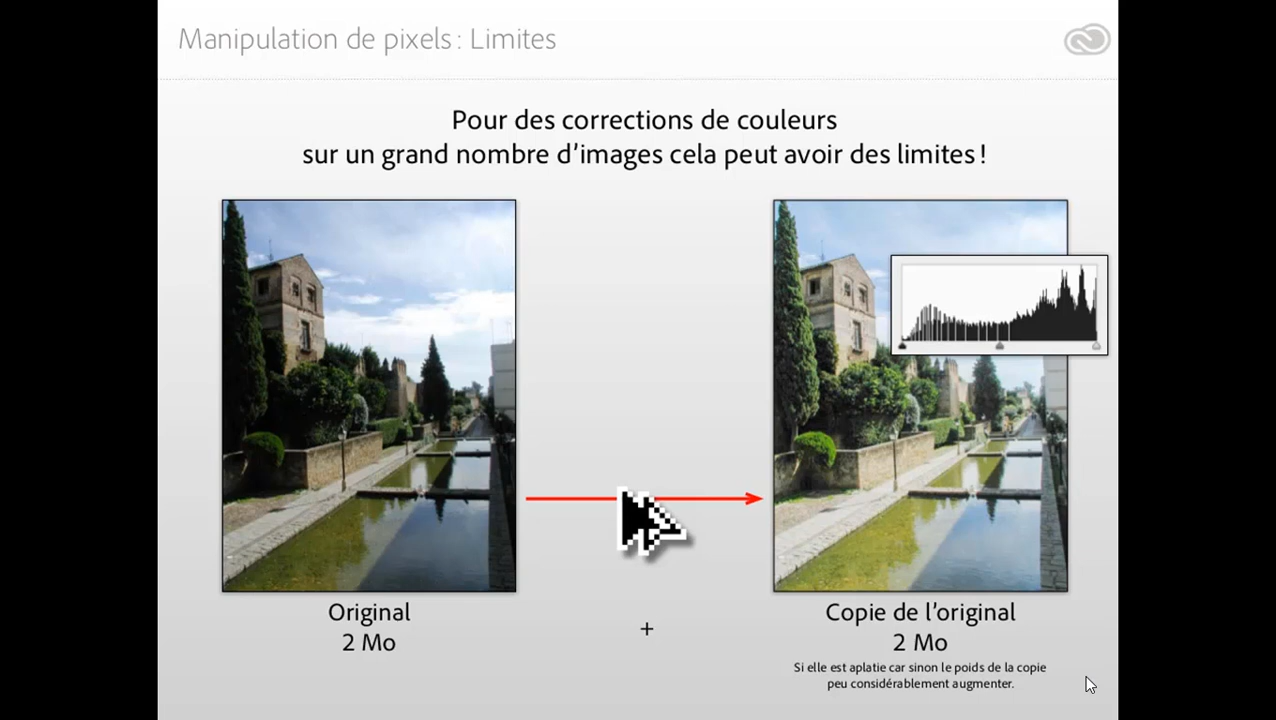 Manipulation de pixels : Limites
Pour des corrections de couleurs
sur un grand nombre d’images cela peut avoir des limites !
Original
2 Mo
+
Copie de l’original
2 Mo
Si elle est aplatie car sinon le poids de la copie
peu considérablement augmenter.